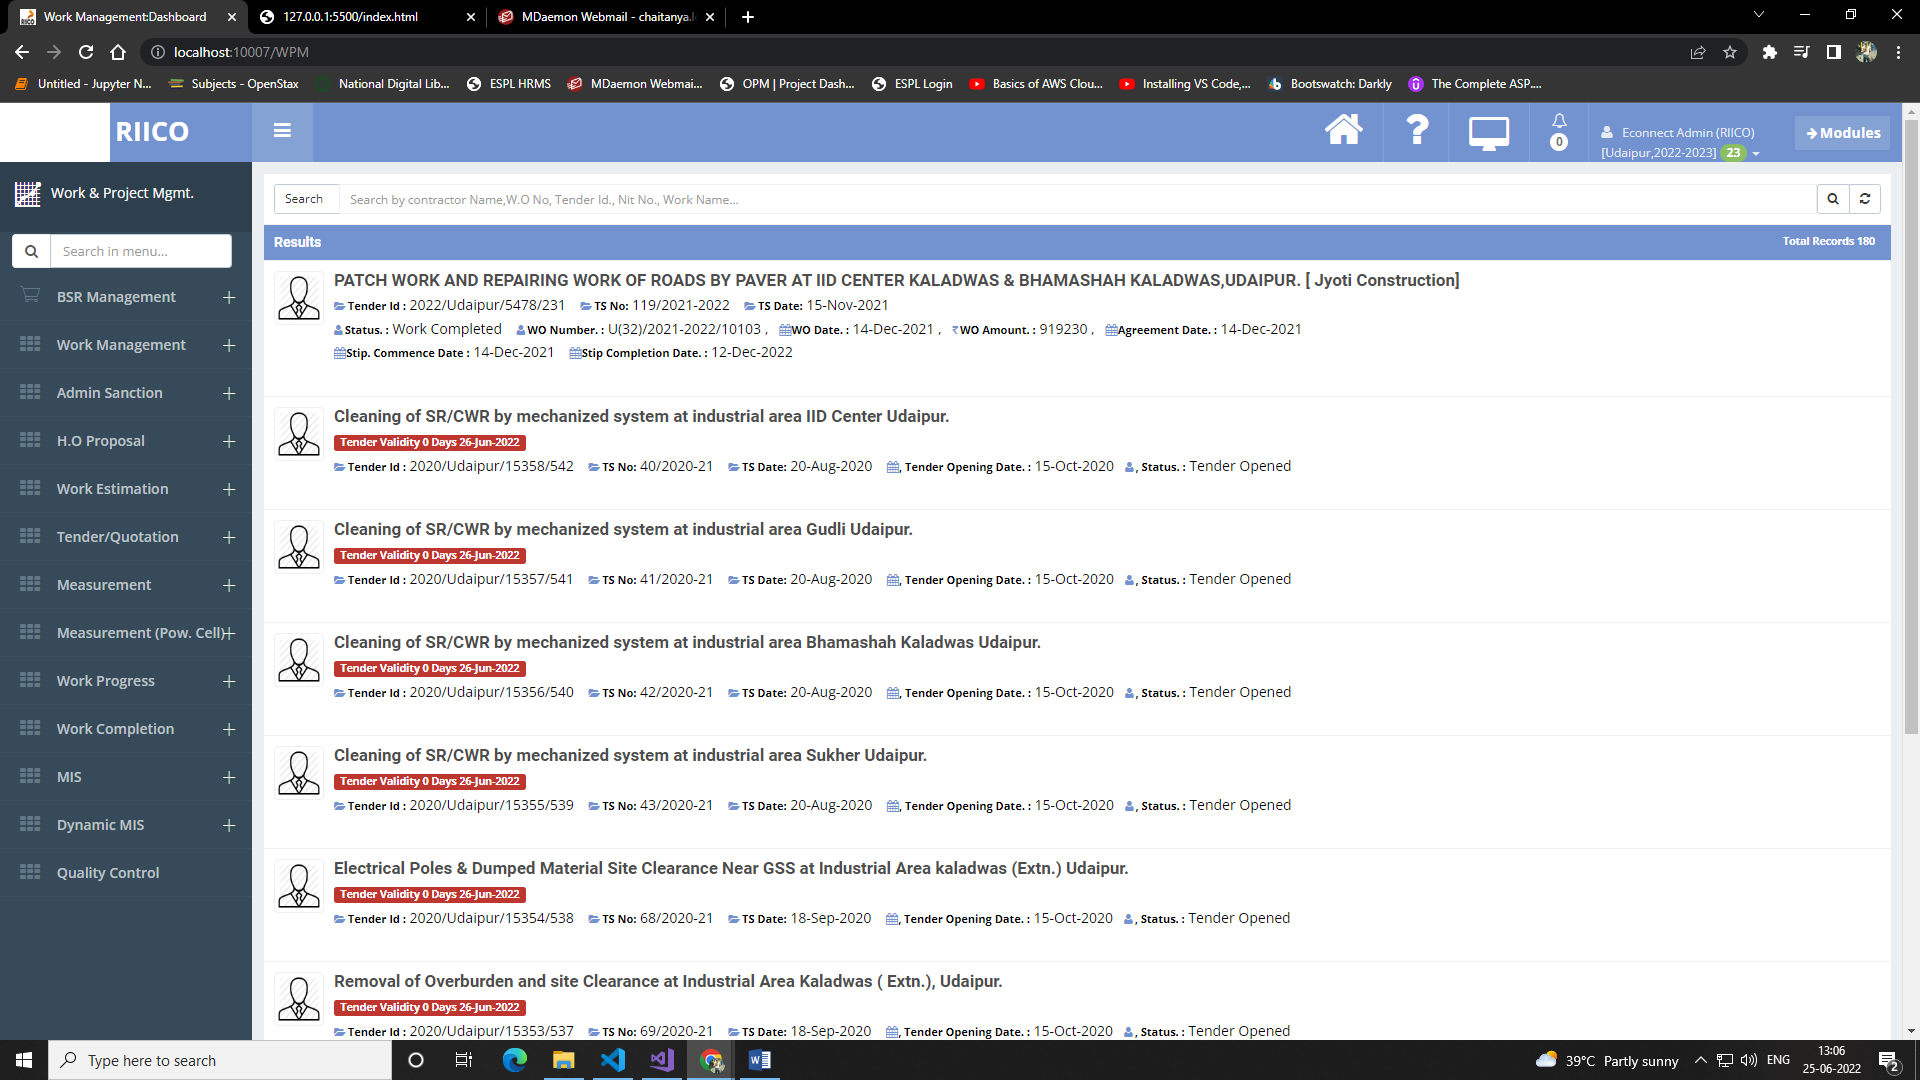 Work Management:Dashboard
127.0.0.1:5500/index.html
MDaemon Webmail - chaitanya.
localhost:10007/WPM
Untitled - Jupyter N...
Subjects - OpenStax
National Digital Lib...
ESPL HRMS
MDaemon Webmai...
OPM | Project Dash...
ESPL Login
Basics of AWS Clou...
Installing VS Code,...
Bootswatch: Darkly
The Complete ASP....
RIICO
0
Econnect Admin (RIICO)
[Udaipur,2022-2023] 23
Modules
Work & Project Mgmt.
Search in menu...
BSR Management
Work Management
Admin Sanction
H.O Proposal
Work Estimation
Tender/Quotation
Measurement
Measurement (Pow. Cell)
Work Progress
Work Completion
MIS
Dynamic MIS
Quality Control
Search
Search by contractor Name,W.O No, Tender Id., Nit No., Work Name...
Results
Total Records 180
PATCH WORK AND REPAIRING WORK OF ROADS BY PAVER AT IID CENTER KALADWAS & BHAMASHAH KALADWAS,UDAIPUR. [ Jyoti Construction]
Tender Id : 2022/Udaipur/5478/231 TS No: 119/2021-2022 TS Date: 15-Nov-2021
Status. : Work Completed WO Number. : U(32)/2021-2022/10103 , WO Date. : 14-Dec-2021 , ₹ WO Amount. : 919230 , Agreement Date. : 14-Dec-2021
Stip. Commence Date : 14-Dec-2021 Stip Completion Date. : 12-Dec-2022
Cleaning of SR/CWR by mechanized system at industrial area IID Center Udaipur.
Tender Validity 0 Days 26-Jun-2022
Tender Id : 2020/Udaipur/15358/542 TS No: 40/2020-21 TS Date: 20-Aug-2020 , Tender Opening Date. : 15-Oct-2020 , Status. : Tender Opened
Cleaning of SR/CWR by mechanized system at industrial area Gudli Udaipur.
Tender Validity 0 Days 26-Jun-2022
Tender Id : 2020/Udaipur/15357/541 TS No: 41/2020-21 TS Date: 20-Aug-2020 , Tender Opening Date. : 15-Oct-2020 , Status. : Tender Opened
Cleaning of SR/CWR by mechanized system at industrial area Bhamashah Kaladwas Udaipur.
Tender Validity 0 Days 26-Jun-2022
Tender Id : 2020/Udaipur/15356/540 TS No: 42/2020-21 TS Date: 20-Aug-2020 , Tender Opening Date. : 15-Oct-2020 , Status. : Tender Opened
Cleaning of SR/CWR by mechanized system at industrial area Sukher Udaipur.
Tender Validity 0 Days 26-Jun-2022
Tender Id : 2020/Udaipur/15355/539 TS No: 43/2020-21 TS Date: 20-Aug-2020 , Tender Opening Date. : 15-Oct-2020 , Status. : Tender Opened
Electrical Poles & Dumped Material Site Clearance Near GSS at Industrial Area kaladwas (Extn.) Udaipur.
Tender Validity 0 Days 26-Jun-2022
Tender Id : 2020/Udaipur/15354/538 TS No: 68/2020-21 TS Date: 18-Sep-2020 , Tender Opening Date. : 15-Oct-2020 , Status. : Tender Opened
Removal of Overburden and site Clearance at Industrial Area Kaladwas ( Extn.), Udaipur.
Tender Validity 0 Days 26-Jun-2022
Tender Id : 2020/Udaipur/15353/537 TS No: 69/2020-21 TS Date: 18-Sep-2020 , Tender Opening Date. : 15-Oct-2020 , Status. : Tender Opened
Type here to search
39°C Partly sunny
ENG
13:06
25-06-2022
2